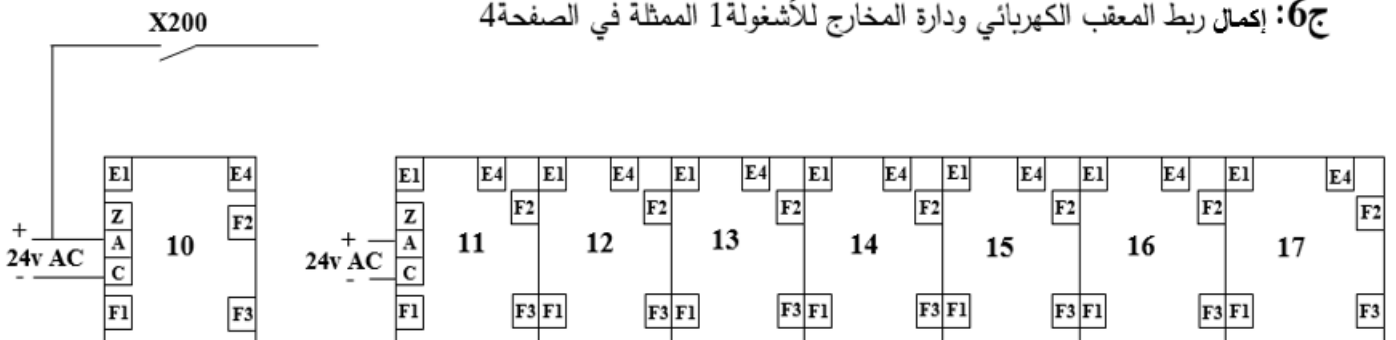 ج6: إكمال ربط المعقب الكهربائي ودارة المخارج للأشغولة1 الممثلة في الصفحة4
X200
E1 E4 E1 E4 E1 E4 E1 E4 E1 E4 E1 E4 E1 E4 E1 E4
Z F2 Z F2 F2 F2 F2 F2 F2 F2
+ A 10 + A 11 12 13 14 15 16 17
24v AC 24v AC
- C - C
F1 F3 F1 F3 F1 F3 F1 F3 F1 F3 F1 F3 F1 F3 F1 F3